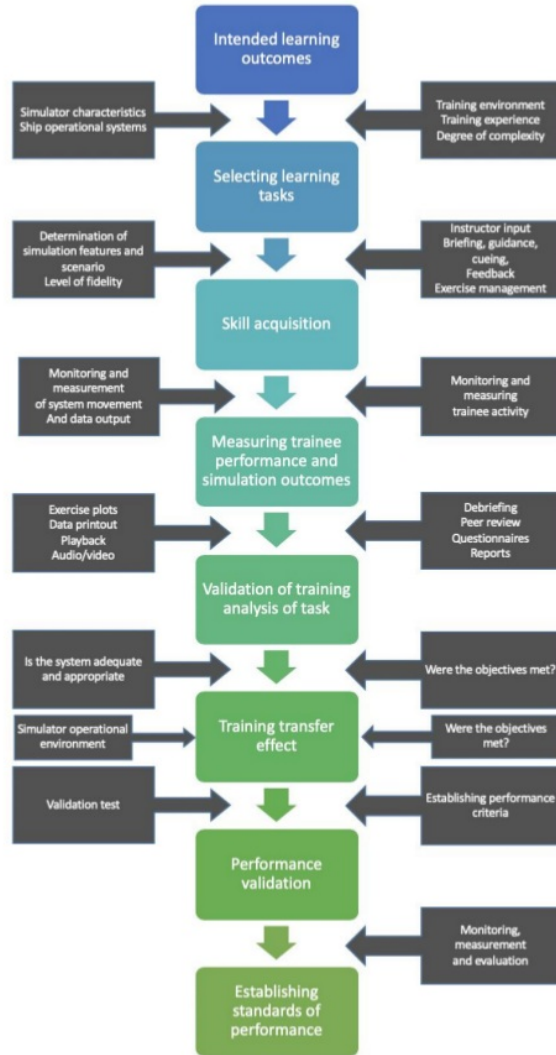 Intended learning
outcomes
Simulator characteristics
Ship operational systems
Training environment
Training experience
Degree of complexity
Selecting learning
tasks
Determination of
simulation features and
scenario
Level of fidelity
Instructor input
Briefing, guidance,
cueing,
Feedback
Exercise management
Skill acquisition
Monitoring and
measurement
of system movement
And data output
Monitoring and
measuring
trainee activity
Measuring trainee
performance and
simulation outcomes
Exercise plots
Data printout
Playback
Audio/video
Debriefing
Peer review
Questionnaires
Reports
Validation of training
analysis of task
Is the system adequate
and appropriate
Were the objectives met?
Training transfer
effect
Simulator operational
environment
Were the objectives
met?
Validation test
Establishing performance
criteria
Performance
validation
Monitoring,
measurement
and evaluation
Establishing
standards of
performance